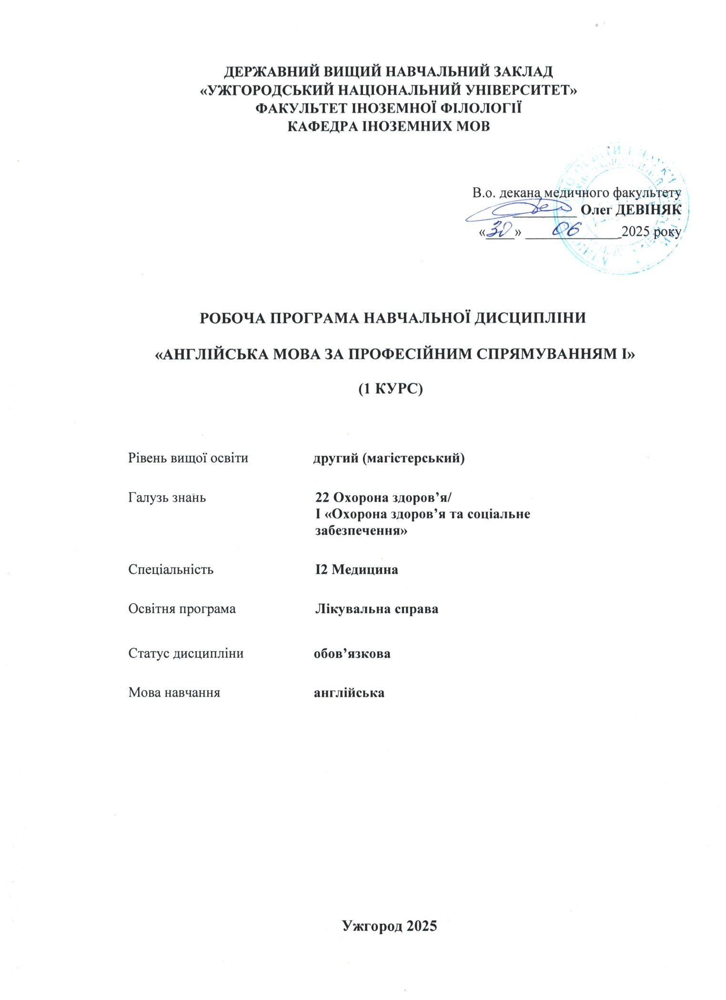 ДЕРЖАВНИЙ ВИЩИЙ НАВЧАЛЬНИЙ ЗАКЛАД
«УЖГОРОДСЬКИЙ НАЦІОНАЛЬНИЙ УНІВЕРСИТЕТ»
ФАКУЛЬТЕТ ІНОЗЕМНОЇ ФІЛОЛОГІЇ
КАФЕДРА ІНОЗЕМНИХ МОВ
В.о. декана медичного факультету
Олег ДЕВІНЯК
«30» 06 2025 року
РОБОЧА ПРОГРАМА НАВЧАЛЬНОЇ ДИСЦИПЛІНИ
«АНГЛІЙСЬКА МОВА ЗА ПРОФЕСІЙНИМ СПРЯМУВАННЯМ І»
(1 КУРС)
Рівень вищої освіти другий (магістерський)
Галузь знань 22 Охорона здоров’я/
І «Охорона здоров’я та соціальне
забезпечення»
Спеціальність І2 Медицина
Освітня програма Лікувальна справа
Статус дисципліни обов’язкова
Мова навчання англійська
Ужгород 2025